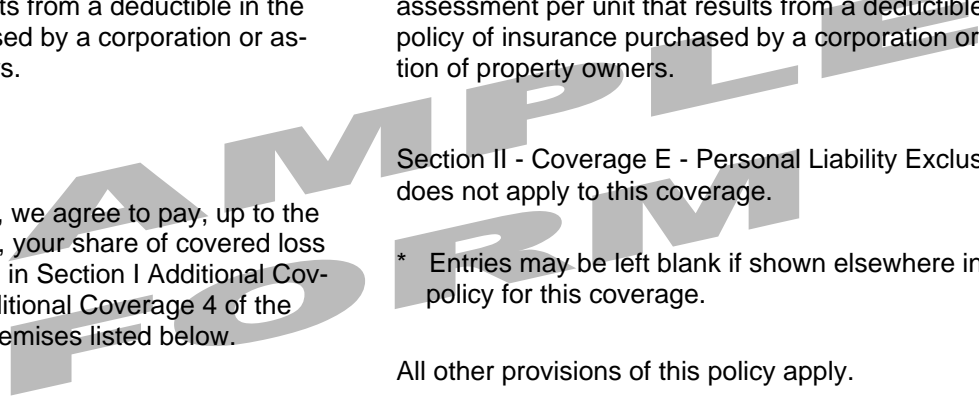 ts from a deductible in the
sed by a corporation or as-
s.
, we agree to pay, up to the
, your share of covered loss
in Section I Additional Cov-
ditional Coverage 4 of the
emises listed below.
assessment per unit that results from a deductible
policy of insurance purchased by a corporation or
tion of property owners.
Section II - Coverage E - Personal Liability Exclus
does not apply to this coverage.
* Entries may be left blank if shown elsewhere in
policy for this coverage.
All other provisions of this policy apply.
AMPLE
FORM